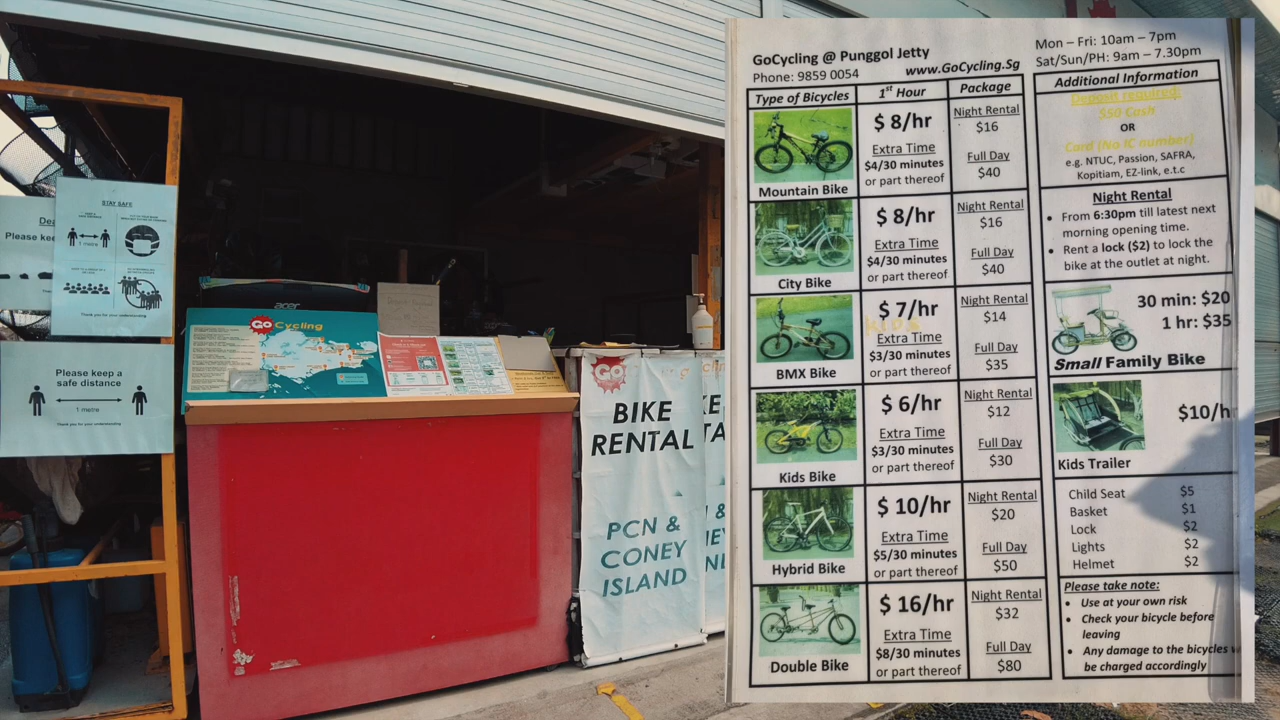 STAY SAFE
1 metre
Thank you for your understanding
Please keep a
safe distance
1 metre
Thank you for your understanding
acer
GO Cycling
GO
BIKE
RENTAL
PCN &
CONEY
ISLAND
GoCycling @ Punggol Jetty
Phone: 9859 0054
www.GoCycling.Sg
Mon – Fri: 10am – 7pm
Sat/Sun/PH: 9am – 7.30pm
Type of Bicycles
1st Hour
Package
Mountain Bike
$ 8/hr
Extra Time
$4/30 minutes
or part thereof
Night Rental
$16
Full Day
$40
City Bike
$ 8/hr
Extra Time
$4/30 minutes
or part thereof
Night Rental
$16
Full Day
$40
BMX Bike
$ 7/hr
Extra Time
$3/30 minutes
or part thereof
Night Rental
$14
Full Day
$35
Kids Bike
$ 6/hr
Extra Time
$3/30 minutes
or part thereof
Night Rental
$12
Full Day
$30
Hybrid Bike
$ 10/hr
Extra Time
$5/30 minutes
or part thereof
Night Rental
$20
Full Day
$50
Double Bike
$ 16/hr
Extra Time
$8/30 minutes
or part thereof
Night Rental
$32
Full Day
$80
Additional Information
Deposit required:
$50 Cash
OR
Card (No IC number)
e.g. NTUC, Passion, SAFRA,
Kopitiam, EZ-link, e.t.c
Night Rental
• From 6:30pm till latest next
morning opening time.
• Rent a lock ($2) to lock the
bike at the outlet at night.
30 min: $20
1 hr: $35
Small Family Bike
$10/hr
Kids Trailer
Child Seat $5
Basket $1
Lock $2
Lights $2
Helmet $2
Please take note:
• Use at your own risk
• Check your bicycle before
leaving
• Any damage to the bicycles
be charged accordingly